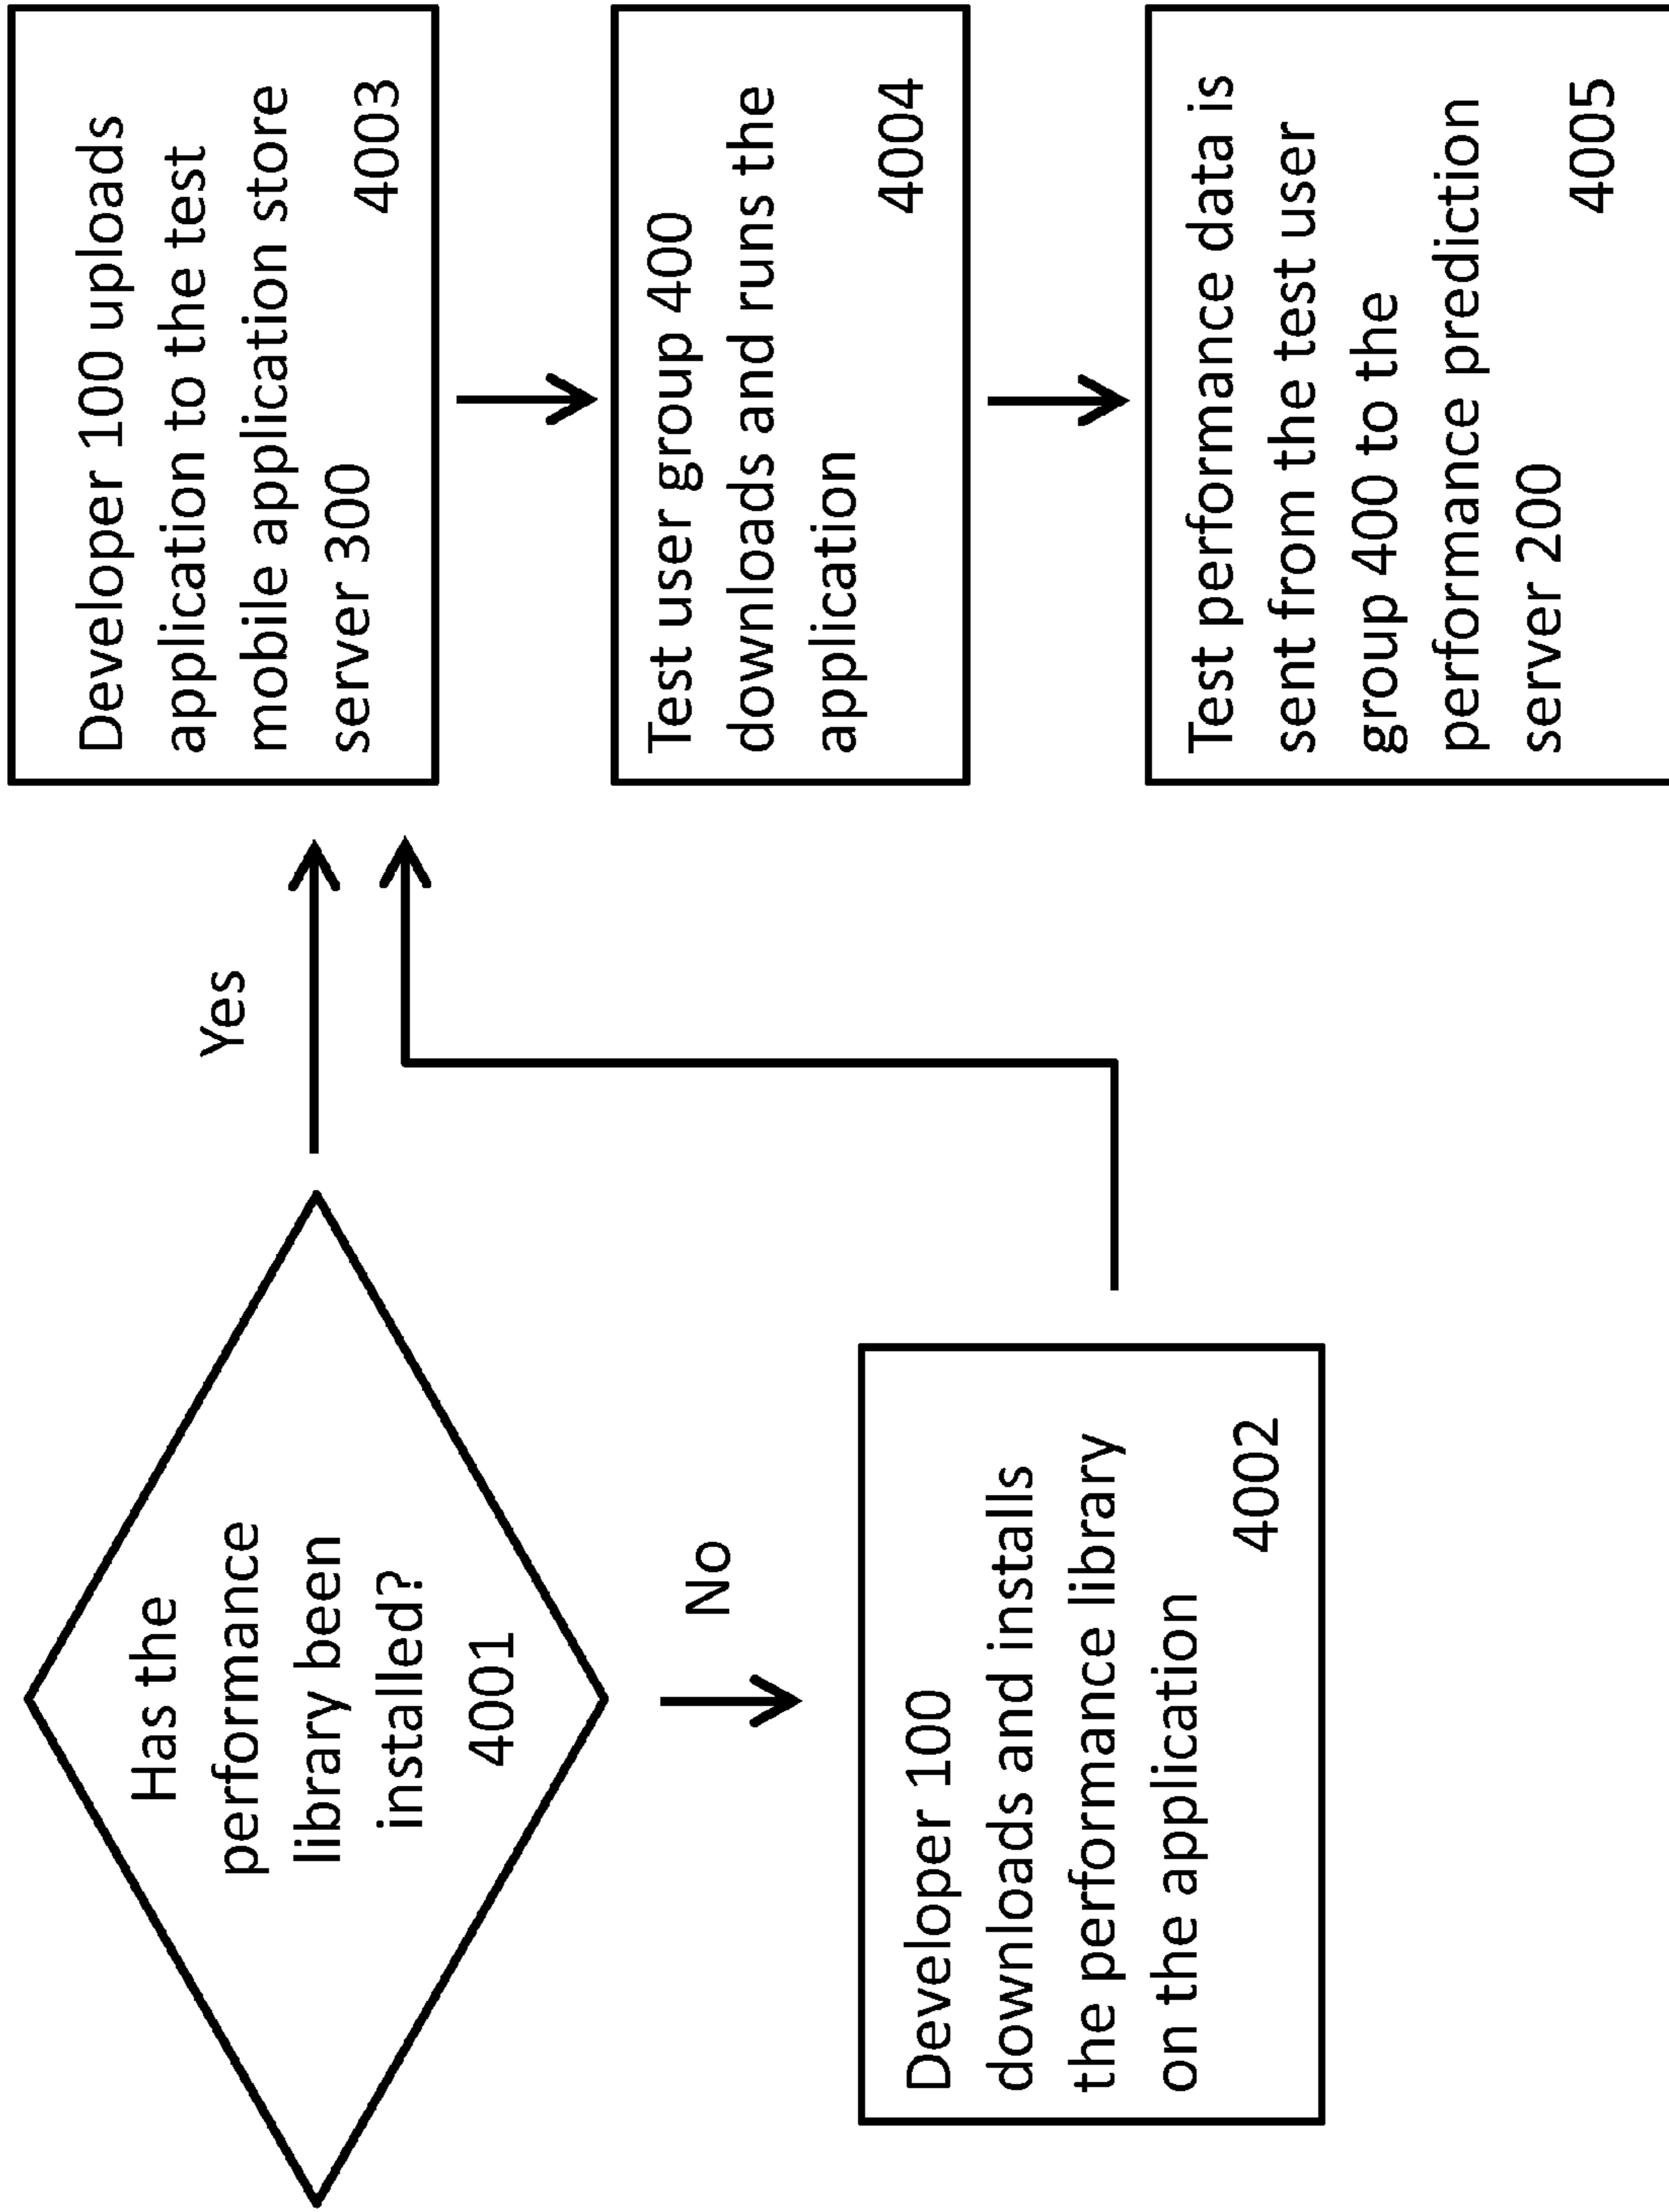 Has the
performance
library been
installed?
4001
Yes
No
Developer 100
downloads and installs
the performance library
on the application
4002
Developer 100 uploads
application to the test
mobile application store
server 300
4003
Test user group 400
downloads and runs the
application
4004
Test performance data is
sent from the test user
group 400 to the
performance prediction
server 200
4005